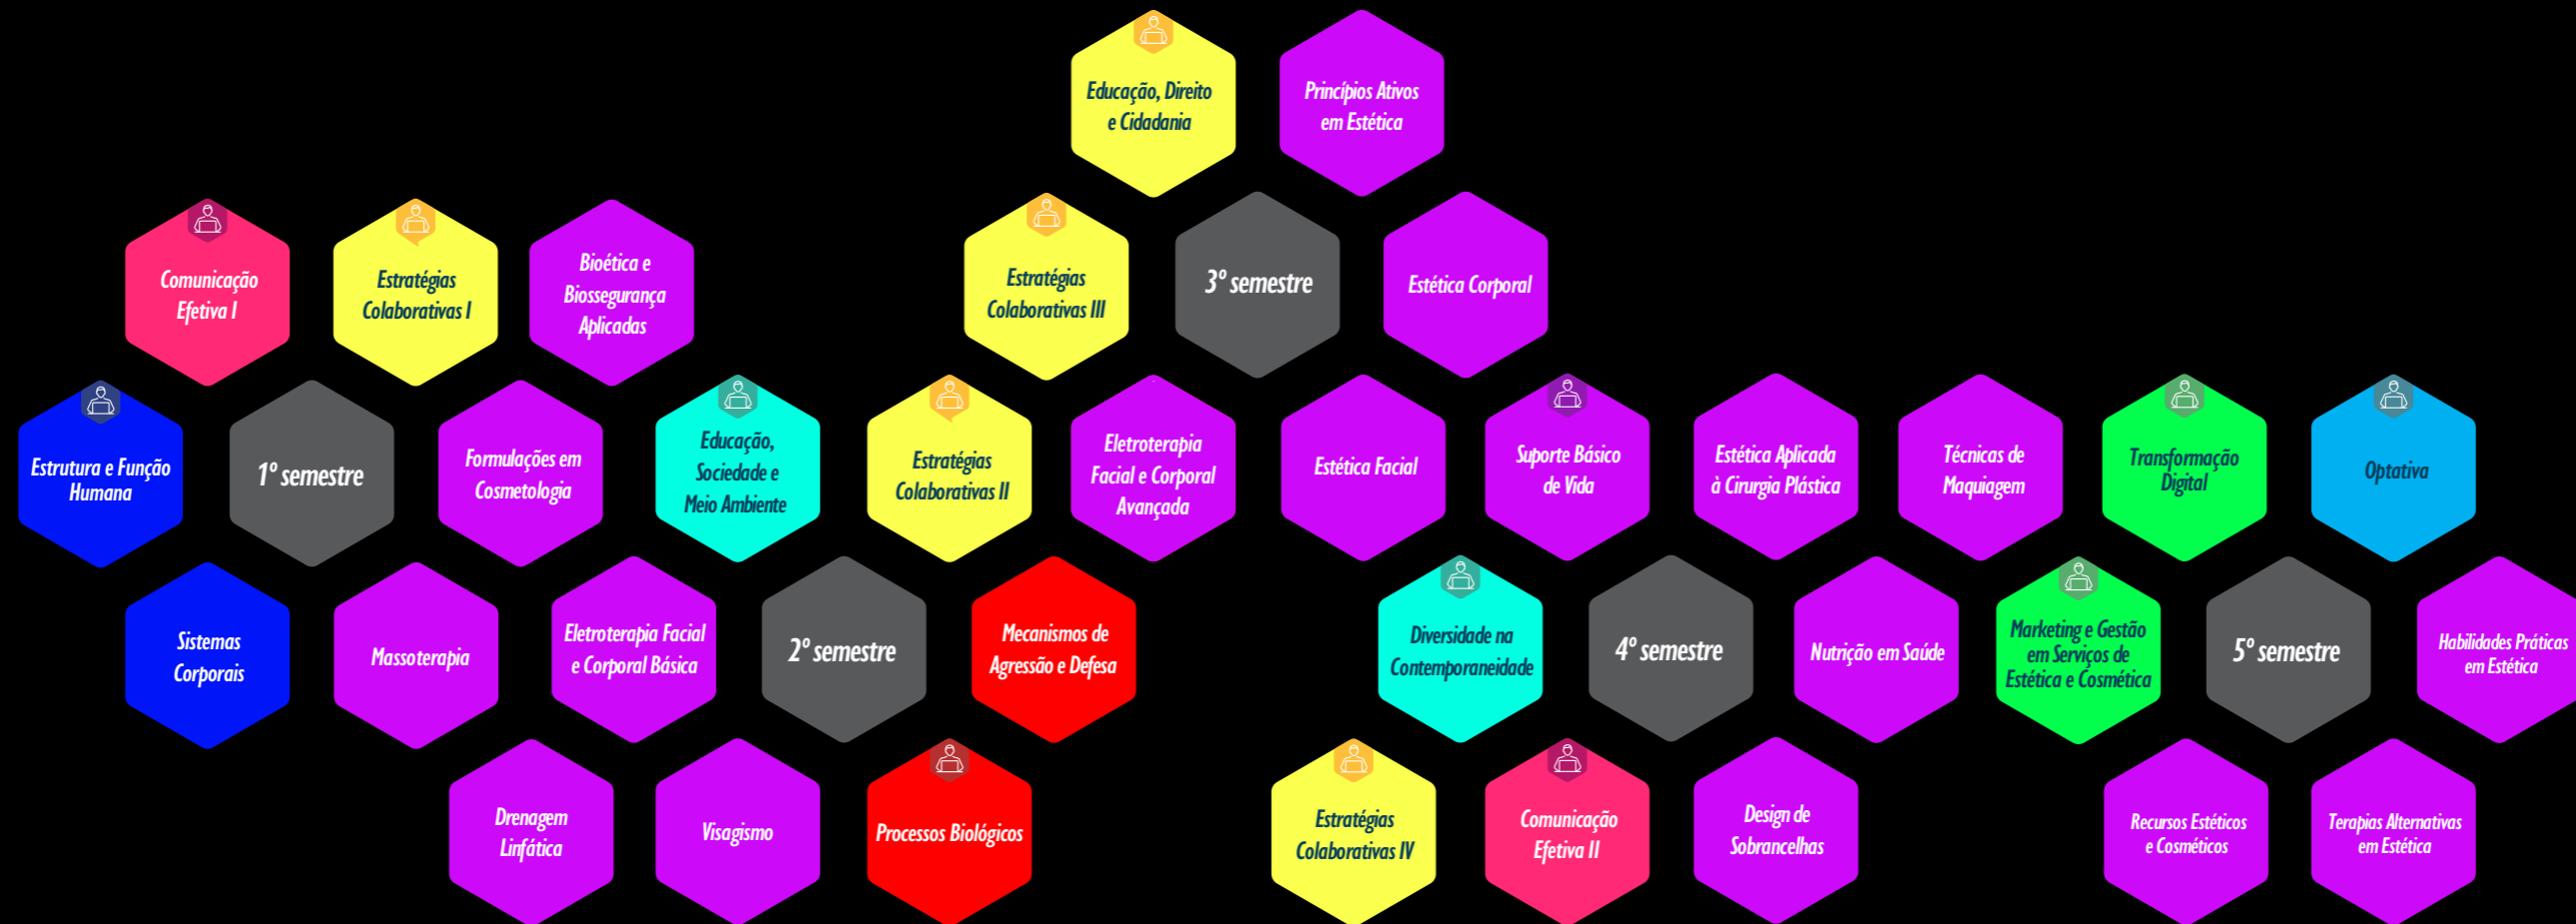 Educação, Direito
e Cidadania
Princípios Ativos
em Estética
Comunicação
Efetiva I
Estratégias
Colaborativas I
Bioética e
Biossegurança
Aplicadas
Estratégias
Colaborativas III
3º semestre
Estética Corporal
Estrutura e Função
Humana
1º semestre
Formulações em
Cosmetologia
Educação,
Sociedade e
Meio Ambiente
Estratégias
Colaborativas II
Eletroterapia
Facial e Corporal
Avançada
Estética Facial
Suporte Básico
de Vida
Estética Aplicada
à Cirurgia Plástica
Técnicas de
Maquiagem
Transformação
Digital
Optativa
Sistemas
Corporais
Massoterapia
Eletroterapia Facial
e Corporal Básica
2º semestre
Mecanismos de
Agressão e Defesa
Diversidade na
Contemporaneidade
4º semestre
Nutrição em Saúde
Marketing e Gestão
em Serviços de
Estética e Cosmética
5º semestre
Habilidades Práticas
em Estética
Drenagem
Linfática
Visagismo
Processos Biológicos
Estratégias
Colaborativas IV
Comunicação
Efetiva II
Design de
Sobrancelhas
Recursos Estéticos
e Cosméticos
Terapias Alternativas
em Estética